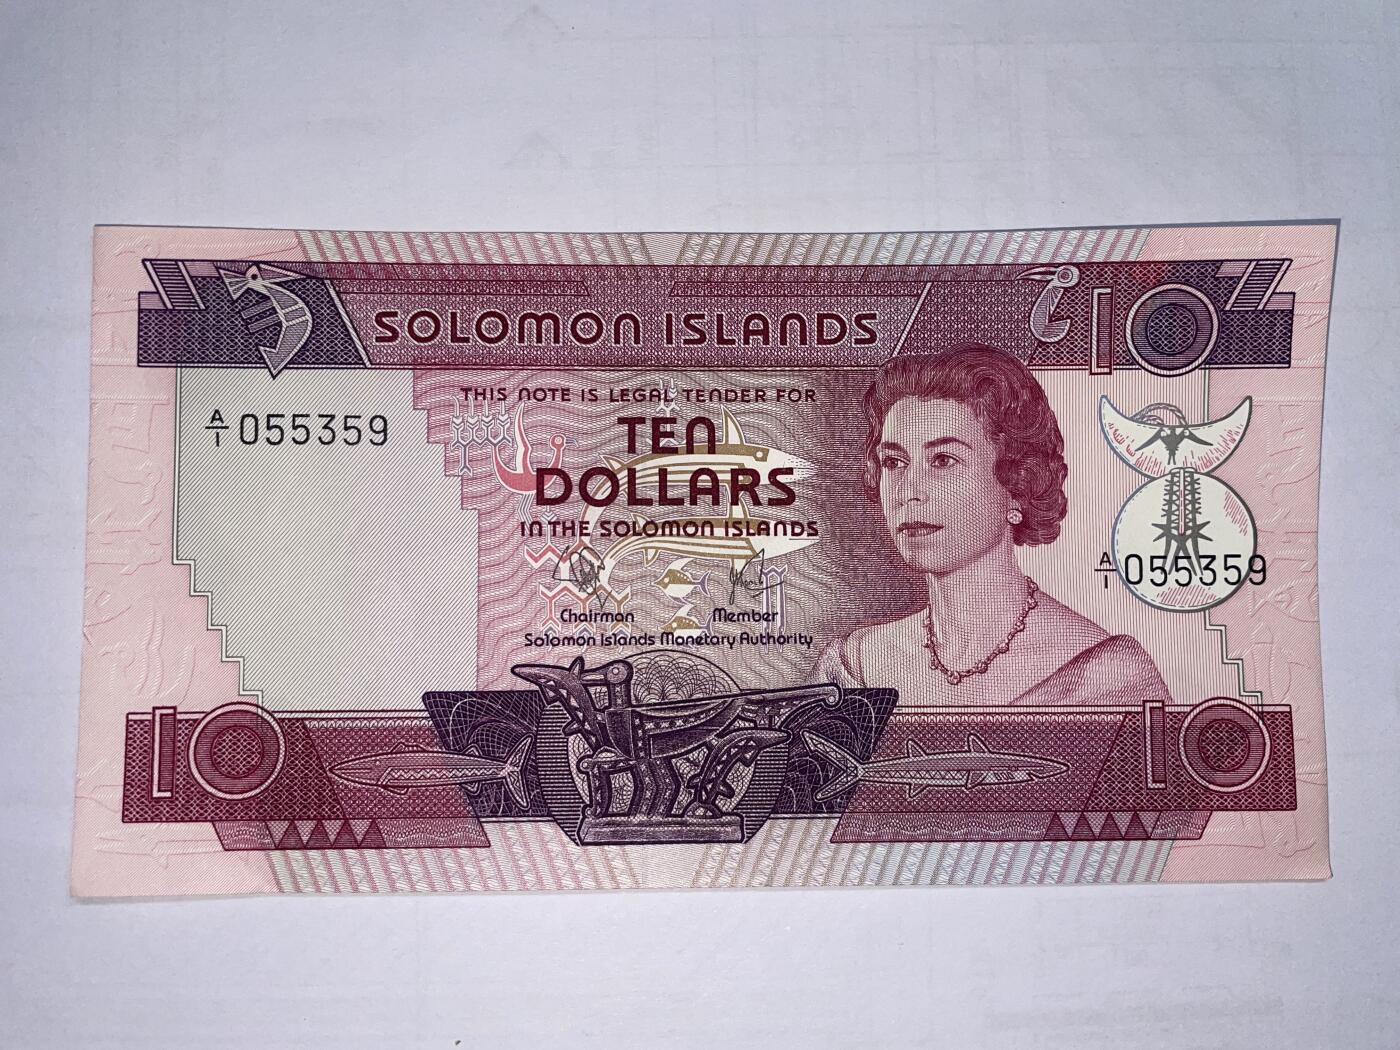 SOLOMON ISLANDS 10
THIS NOTE IS LEGAL TENDER FOR
A/1 055359
TEN
DOLLARS
IN THE SOLOMON ISLANDS
A/1 055359
Chairman Member
Solomon Islands Monetary Authority
10 10